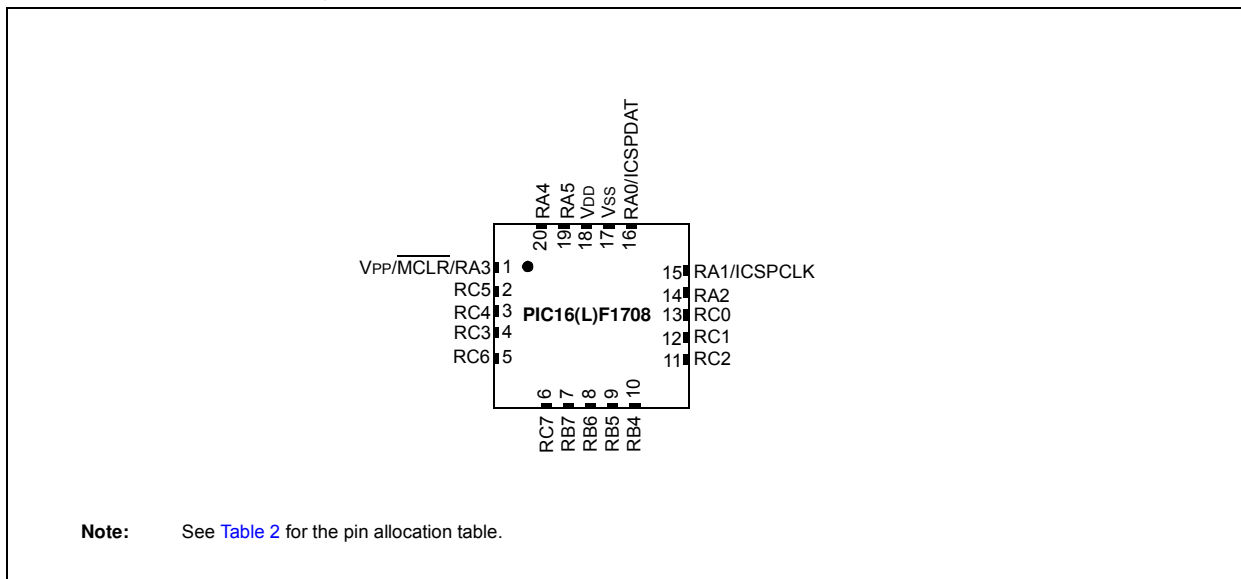 20 RA4
19 RA5
18 VDD
17 VSS
16 RA0/ICSPDAT
VPP/MCLR/RA3 1
RC5 2
RC4 3
RC3 4
RC6 5
PIC16(L)F1708
15 RA1/ICSPCLK
14 RA2
13 RC0
12 RC1
11 RC2
RC7 6
RB7 7
RB6 8
RB5 9
RB4 10
Note: See Table 2 for the pin allocation table.